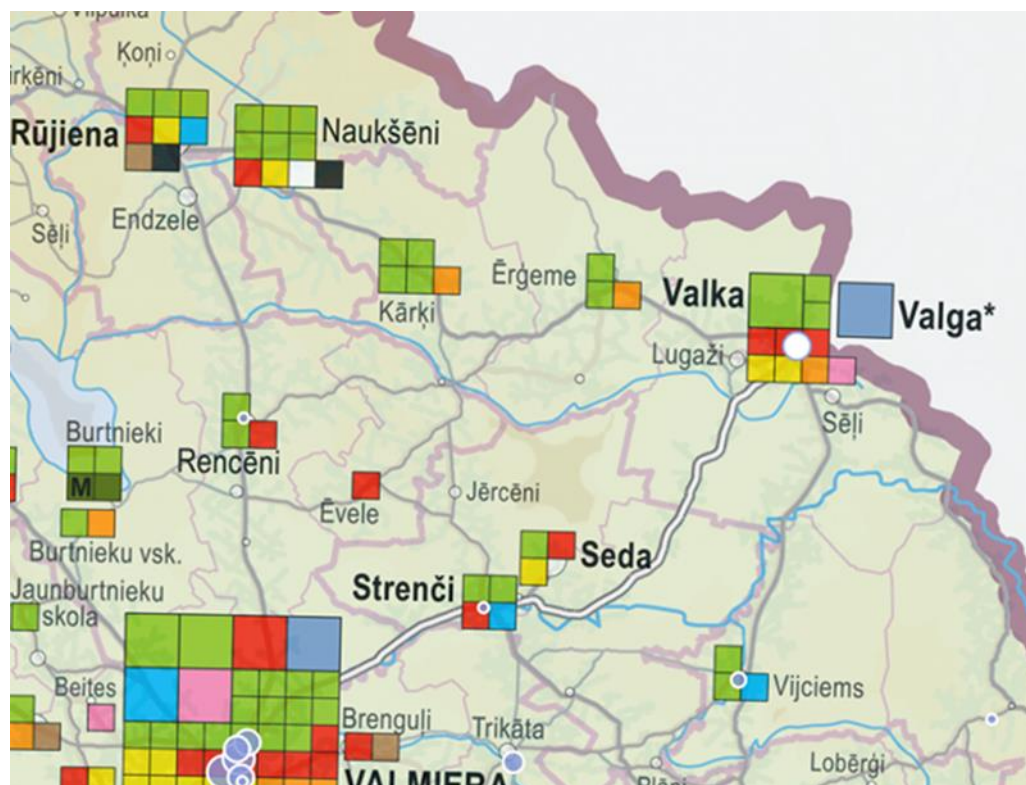 Ķoņi
Rūjiena
Naukšēni
Endzele
Sēļi
Ērģeme
Kārķi
Valka
Valga*
Lugaži
Sēļi
Burtnieki
M
Rencēni
Ēvele
Jērcēni
Burtnieku vsk.
Seda
Strenči
Jaunburtnieku
skola
Vijciems
Beites
Brenguļi
Trikāta
Lobērģi
VALMIERA